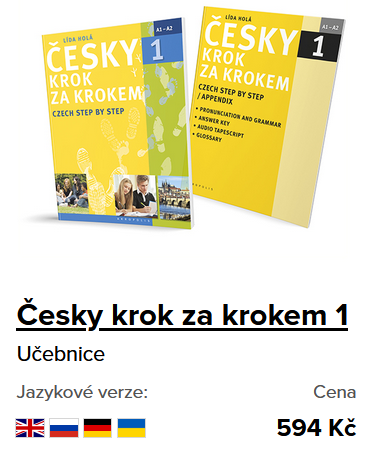 LÍDA HOLÁ
A1–A2
ČESKY
KROK
ZA KROKEM
1
CZECH STEP BY STEP
AKROPOLIS
LÍDA HOLÁ
A1–A2
ČESKY
KROK
ZA KROKEM
1
CZECH STEP BY STEP
/ APPENDIX
• PRONUNCIATION AND GRAMMAR
• ANSWER KEY
• AUDIO TAPESCRIPT
• GLOSSARY
Česky krok za krokem 1
Učebnice
Jazykové verze:
Cena
594 Kč